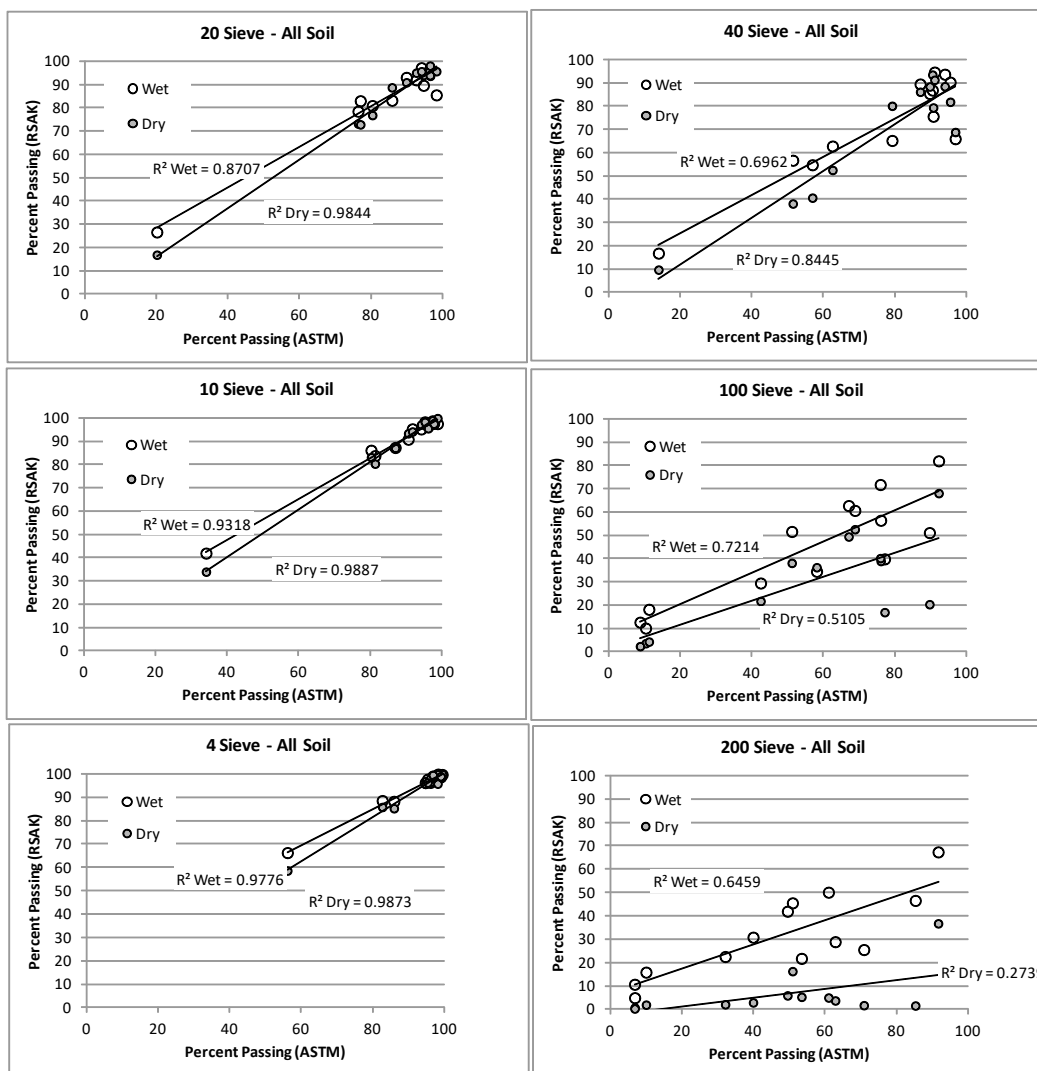 20 Sieve - All Soil
Percent Passing (RSAK)
100
90
80
70
60
50
40
30
20
10
0
Wet
Dry
R² Wet = 0.8707
R² Dry = 0.9844
0 20 40 60 80 100
Percent Passing (ASTM)
40 Sieve - All Soil
Percent Passing (RSAK)
100
90
80
70
60
50
40
30
20
10
0
Wet
Dry
R² Wet = 0.6962
R² Dry = 0.8445
0 20 40 60 80 100
Percent Passing (ASTM)
10 Sieve - All Soil
Percent Passing (RSAK)
100
90
80
70
60
50
40
30
20
10
0
Wet
Dry
R² Wet = 0.9318
R² Dry = 0.9887
0 20 40 60 80 100
Percent Passing (ASTM)
100 Sieve - All Soil
Percent Passing (RSAK)
100
90
80
70
60
50
40
30
20
10
0
Wet
Dry
R² Wet = 0.7214
R² Dry = 0.5105
0 20 40 60 80 100
Percent Passing (ASTM)
4 Sieve - All Soil
Percent Passing (RSAK)
100
90
80
70
60
50
40
30
20
10
0
Wet
Dry
R² Wet = 0.9776
R² Dry = 0.9873
0 20 40 60 80 100
Percent Passing (ASTM)
200 Sieve - All Soil
Percent Passing (RSAK)
100
90
80
70
60
50
40
30
20
10
0
Wet
Dry
R² Wet = 0.6459
R² Dry = 0.2739
0 20 40 60 80 100
Percent Passing (ASTM)